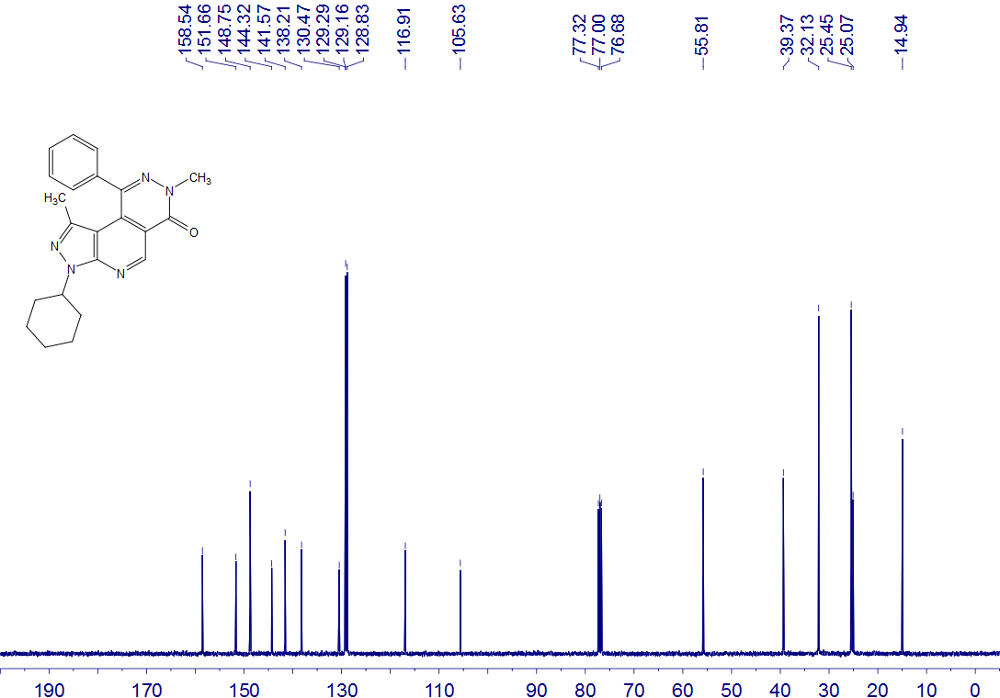 158.54
151.66
148.75
144.32
141.57
138.21
130.47
129.29
129.16
128.83
116.91
105.63
77.32
77.00
76.68
55.81
39.37
32.13
25.45
25.07
14.94
N
CH₃
H₃C
N
O
N
N
N
190 170 150 130 110 90 80 70 60 50 40 30 20 10 0